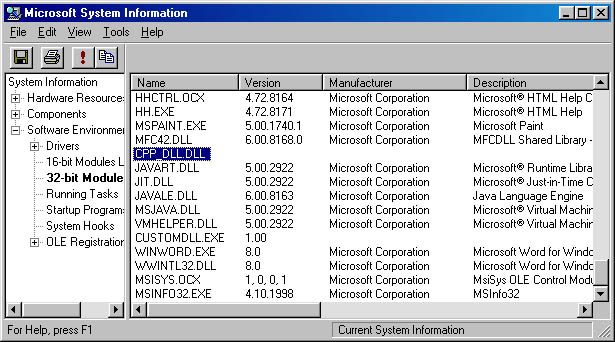 Microsoft System Information
File Edit View Tools Help
System Information
Hardware Resources
Components
Software Environme
Drivers
16-bit Modules L
32-bit Module
Running Tasks
Startup Programs
System Hooks
OLE Registration
Name Version Manufacturer Description
HHCTRL.OCX 4.72.8164 Microsoft Corporation Microsoft® HTML Help C
HH.EXE 4.72.8171 Microsoft Corporation Microsoft® HTML Help
MSPAINT.EXE 5.00.1740.1 Microsoft Corporation Microsoft Paint
MFC42.DLL 6.00.8168.0 Microsoft Corporation MFCDLL Shared Library -
CPP_DLL.DLL
JAVART.DLL 5.00.2922 Microsoft Corporation Microsoft® Runtime Libra
JIT.DLL 5.00.2922 Microsoft Corporation Microsoft® Just-in-Time C
JAVALE.DLL 6.00.8163 Microsoft Corporation Java Language Engine
MSJAVA.DLL 5.00.2922 Microsoft Corporation Microsoft® Virtual Machin
VMHELPER.DLL 5.00.2922 Microsoft Corporation Microsoft® Virtual Machin
CUSTOMDLL.EXE 1.00
WINWORD.EXE 8.0 Microsoft Corporation Microsoft Word for Window
WWINTL32.DLL 8.0 Microsoft Corporation Microsoft Word for Window
MSISYS.OCX 1, 0, 0, 1 Microsoft Corporation MsiSys OLE Control Modu
MSINFO32.EXE 4.10.1998 Microsoft Corporation MSInfo32
For Help, press F1 Current System Information